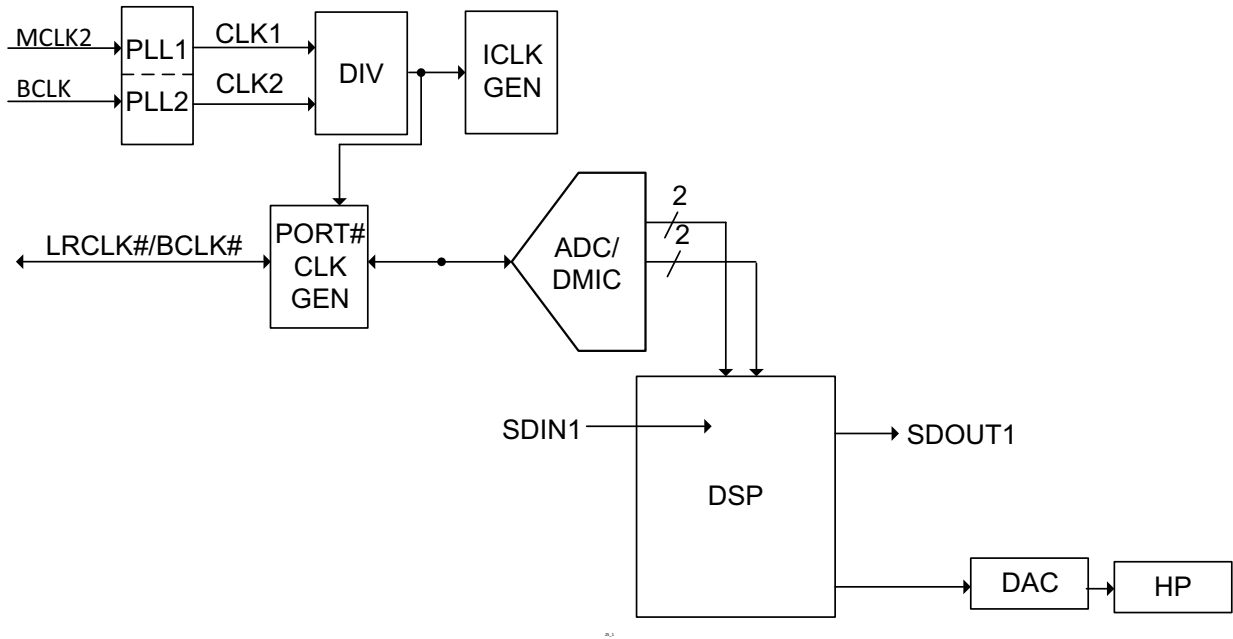 MCLK2
PLL1
CLK1
BCLK
PLL2
CLK2
DIV
ICLK
GEN
LRCLK#/BCLK#
PORT#
CLK
GEN
ADC/
DMIC
2
2
SDIN1
DSP
SDOUT1
DAC
HP